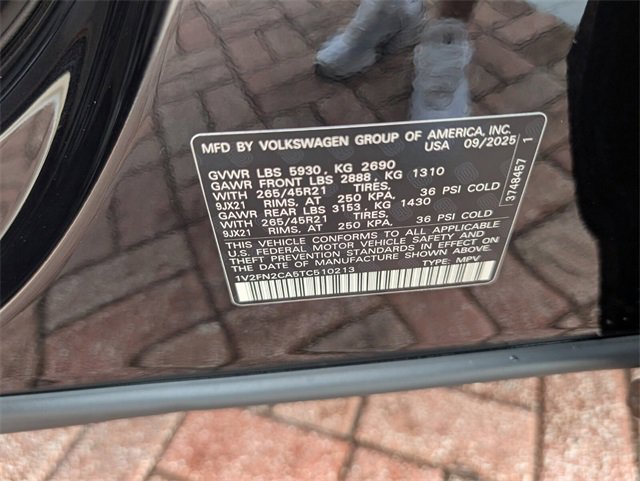 MFD BY VOLKSWAGEN GROUP OF AMERICA, INC.
USA 09/2025
GVWR LBS 5930, KG 2690
GAWR FRONT LBS 2888, KG 1310
WITH 265/45R21 TIRES,
9JX21 RIMS, AT 250 KPA, 36 PSI COLD
GAWR REAR LBS 3153, KG 1430
WITH 265/45R21 TIRES,
9JX21 RIMS, AT 250 KPA, 36 PSI COLD
THIS VEHICLE CONFORMS TO ALL APPLICABLE
U.S. FEDERAL MOTOR VEHICLE SAFETY AND
THEFT PREVENTION STANDARDS IN EFFECT ON
THE DATE OF MANUFACTURE SHOWN ABOVE.
1V2FN2CA5TC510213 TYPE: MPV
3748457 1